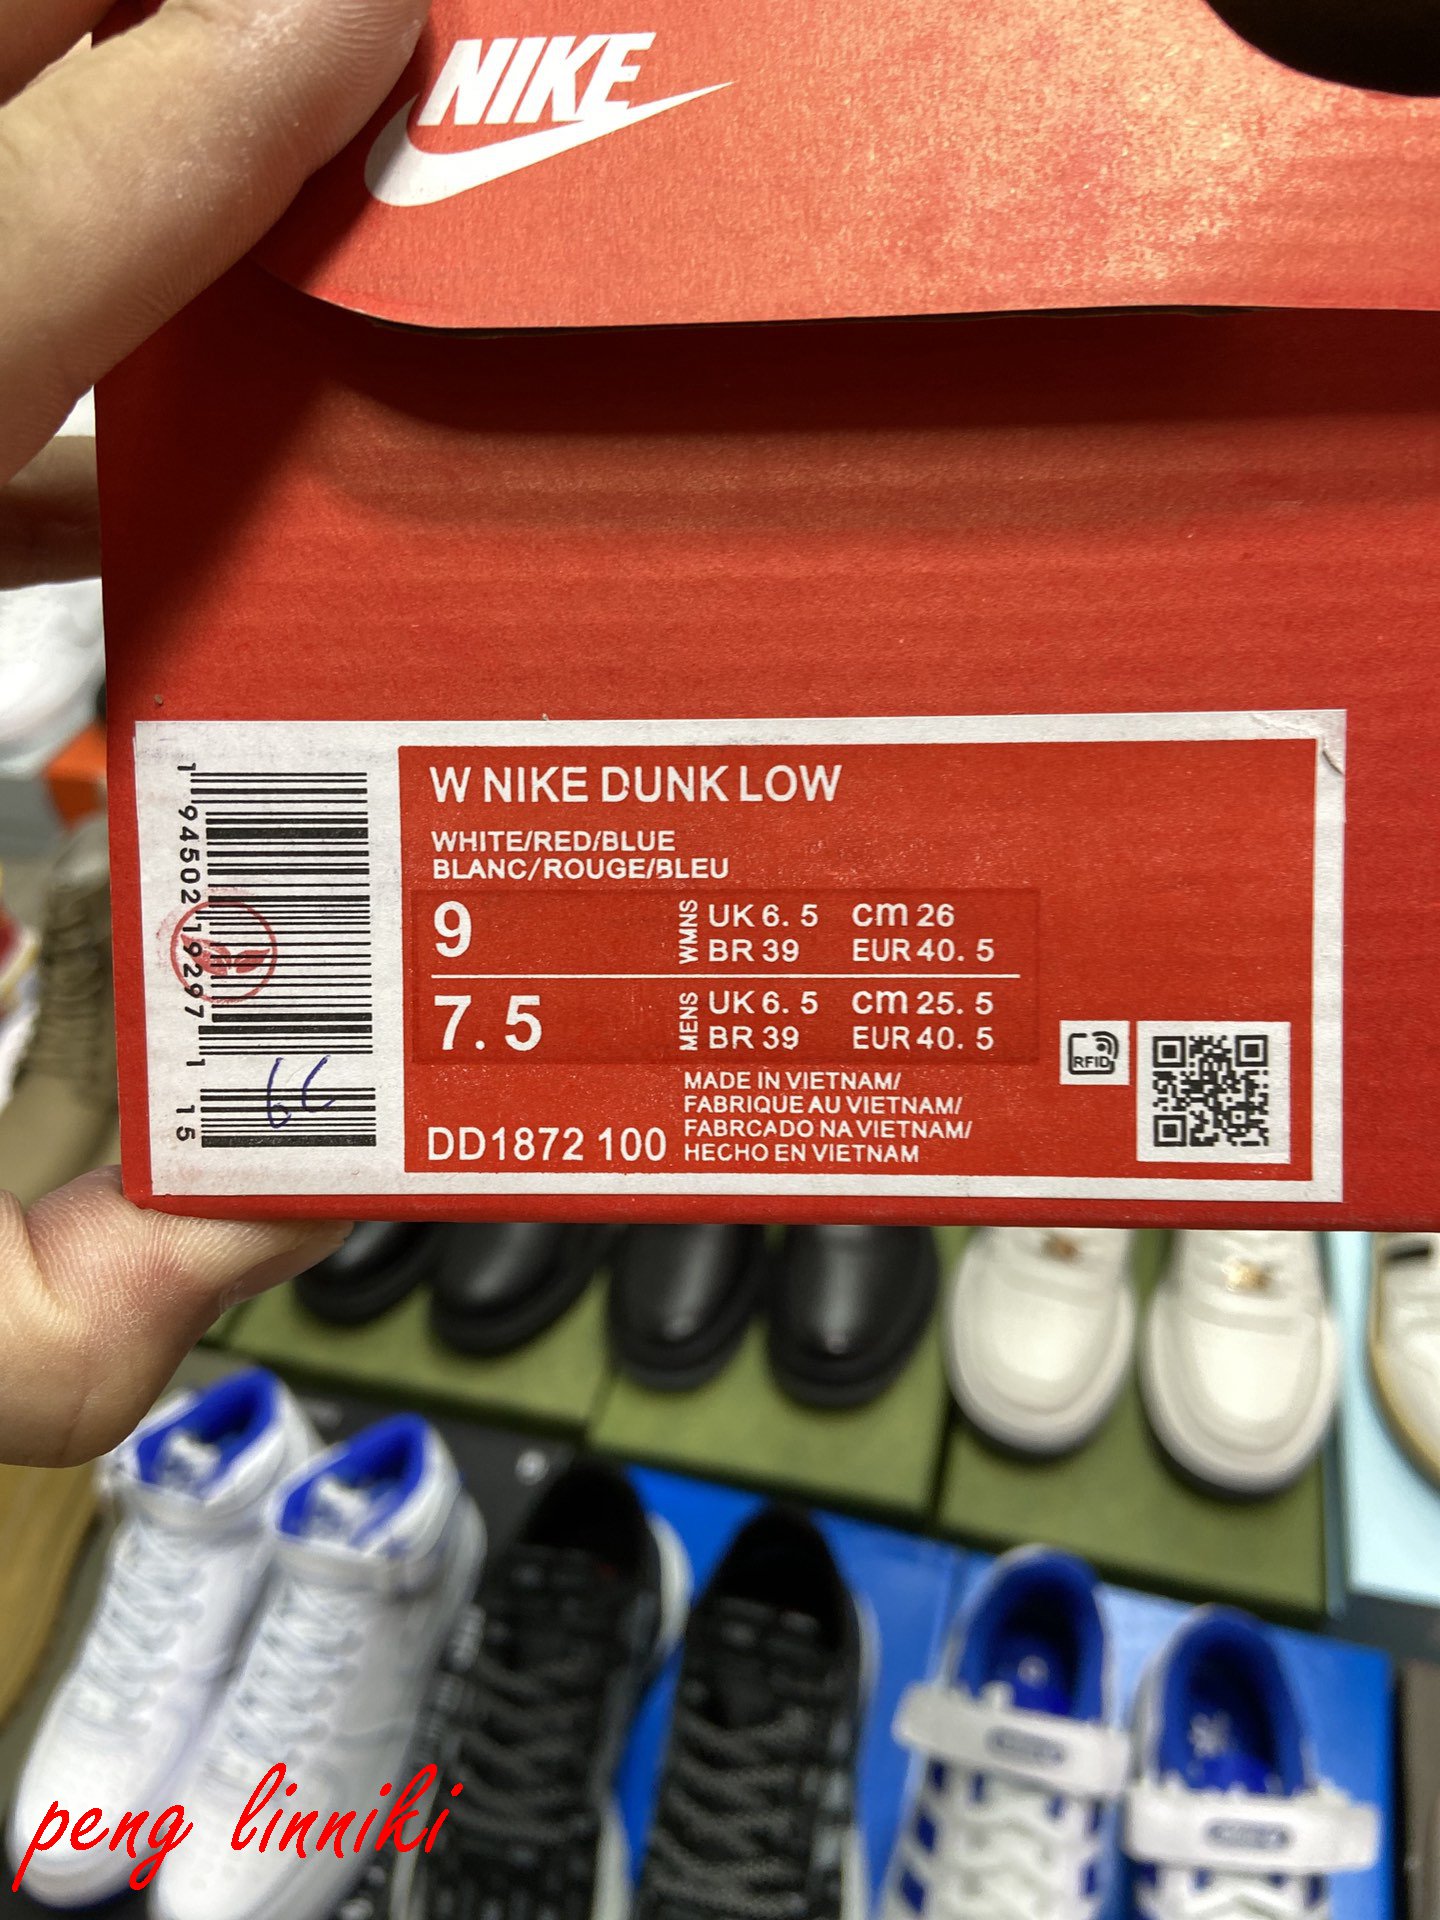 NIKE
W NIKE DUNK LOW
WHITE/RED/BLUE
BLANC/ROUGE/BLEU
9 WMNS UK 6. 5 cm 26
BR 39 EUR 40. 5
7. 5 MENS UK 6. 5 cm 25. 5
BR 39 EUR 40. 5
MADE IN VIETNAM/
FABRIQUE AU VIETNAM/
FABRCADO NA VIETNAM/
HECHO EN VIETNAM
DD1872 100
RFID
1 94502 19297 1 15
peng linniki